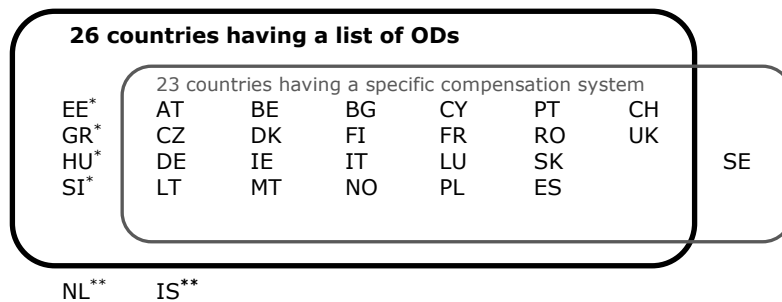 26 countries having a list of ODs
23 countries having a specific compensation system
EE* AT BE BG CY PT CH
GR* CZ DK FI FR RO UK
HU* DE IE IT LU SK SE
SI* LT MT NO PL ES
NL** IS**